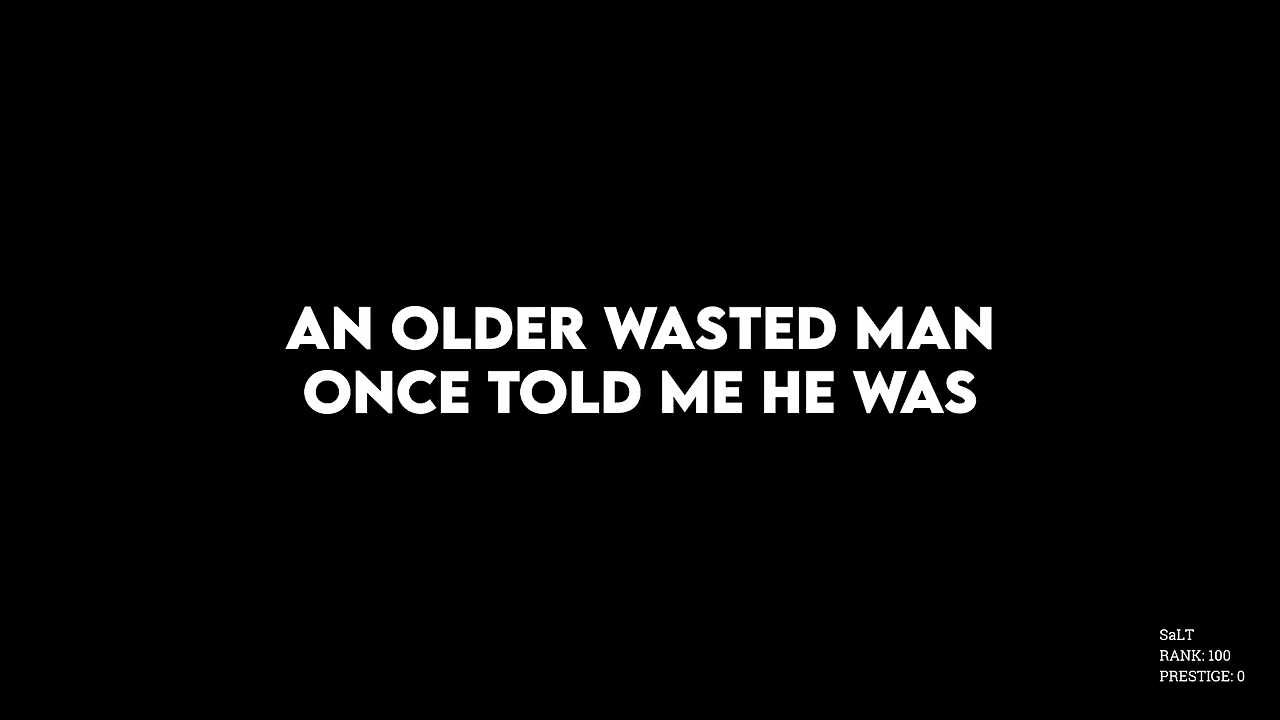 AN OLDER WASTED MAN
ONCE TOLD ME HE WAS
SaLT
RANK: 100
PRESTIGE: 0